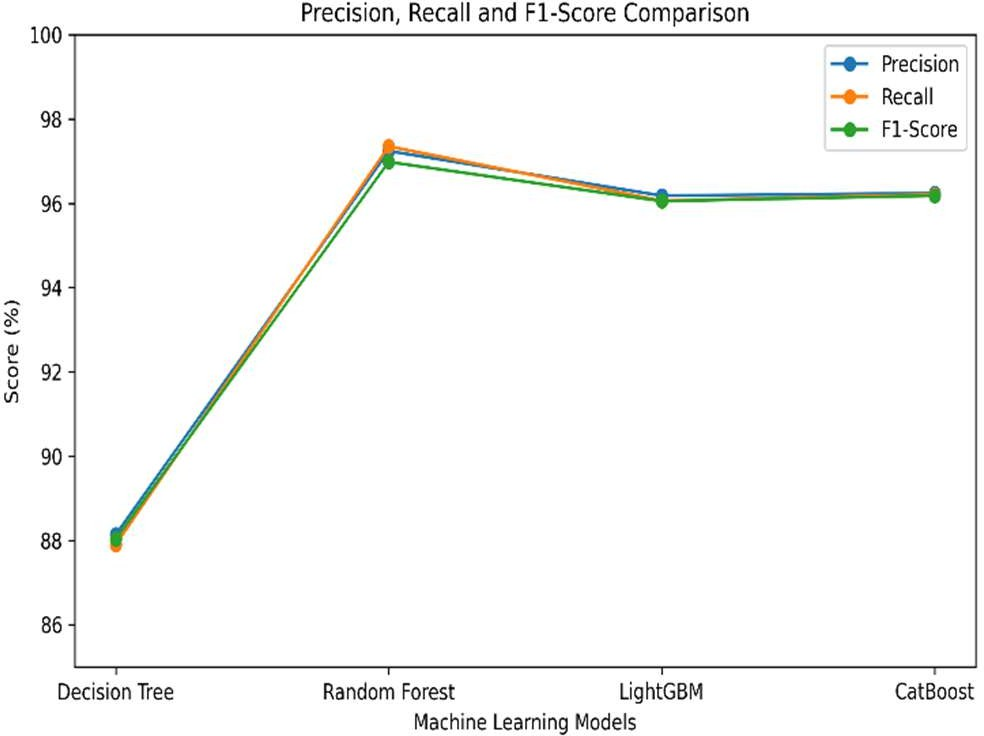 Precision, Recall and F1-Score Comparison
100
98
96
94
92
90
88
86
Score (%)
Precision
Recall
F1-Score
Decision Tree
Random Forest
LightGBM
CatBoost
Machine Learning Models